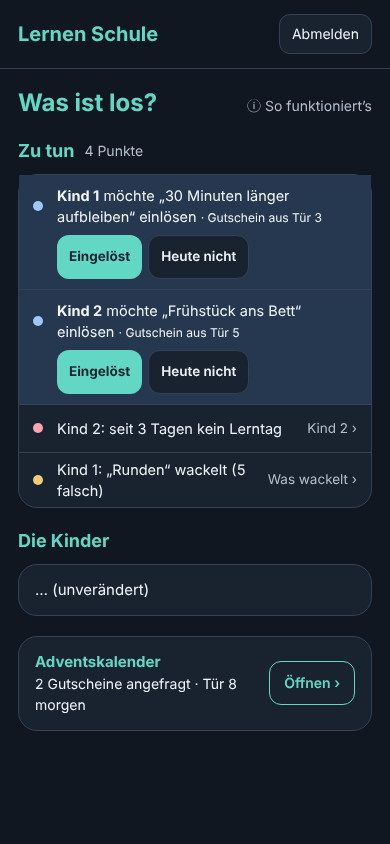 Lernen Schule
Abmelden
Was ist los?
ⓘ So funktioniert’s
Zu tun 4 Punkte
Kind 1 möchte „30 Minuten länger
aufbleiben“ einlösen · Gutschein aus Tür 3
Eingelöst
Heute nicht
Kind 2 möchte „Frühstück ans Bett“
einlösen · Gutschein aus Tür 5
Eingelöst
Heute nicht
Kind 2: seit 3 Tagen kein Lerntag
Kind 2 ›
Kind 1: „Runden“ wackelt (5
falsch)
Was wackelt ›
Die Kinder
… (unverändert)
Adventskalender
2 Gutscheine angefragt · Tür 8
morgen
Öffnen ›